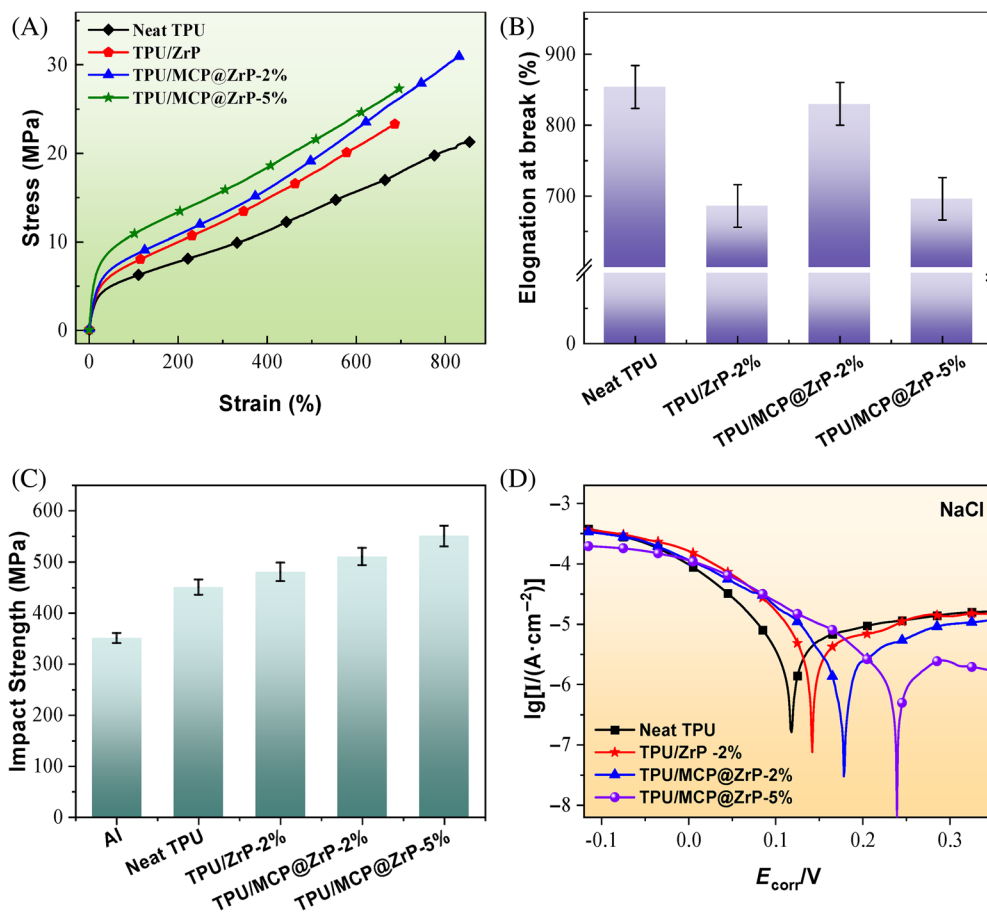 (A)
Neat TPU
TPU/ZrP
TPU/MCP@ZrP-2%
TPU/MCP@ZrP-5%
Stress (MPa)
30
20
10
0
0 200 400 600 800
Strain (%)
(B)
Elognation at break (%)
900
800
700
0
Neat TPU
TPU/ZrP-2%
TPU/MCP@ZrP-2%
TPU/MCP@ZrP-5%
(C)
Impact Strength (MPa)
600
500
400
300
200
100
0
Al
Neat TPU
TPU/ZrP-2%
TPU/MCP@ZrP-2%
TPU/MCP@ZrP-5%
(D)
NaCl
lg[I/(A·cm−2)]
−3
−4
−5
−6
−7
−8
Neat TPU
TPU/ZrP -2%
TPU/MCP@ZrP-2%
TPU/MCP@ZrP-5%
-0.1 0.0 0.1 0.2 0.3
Ecorr/V